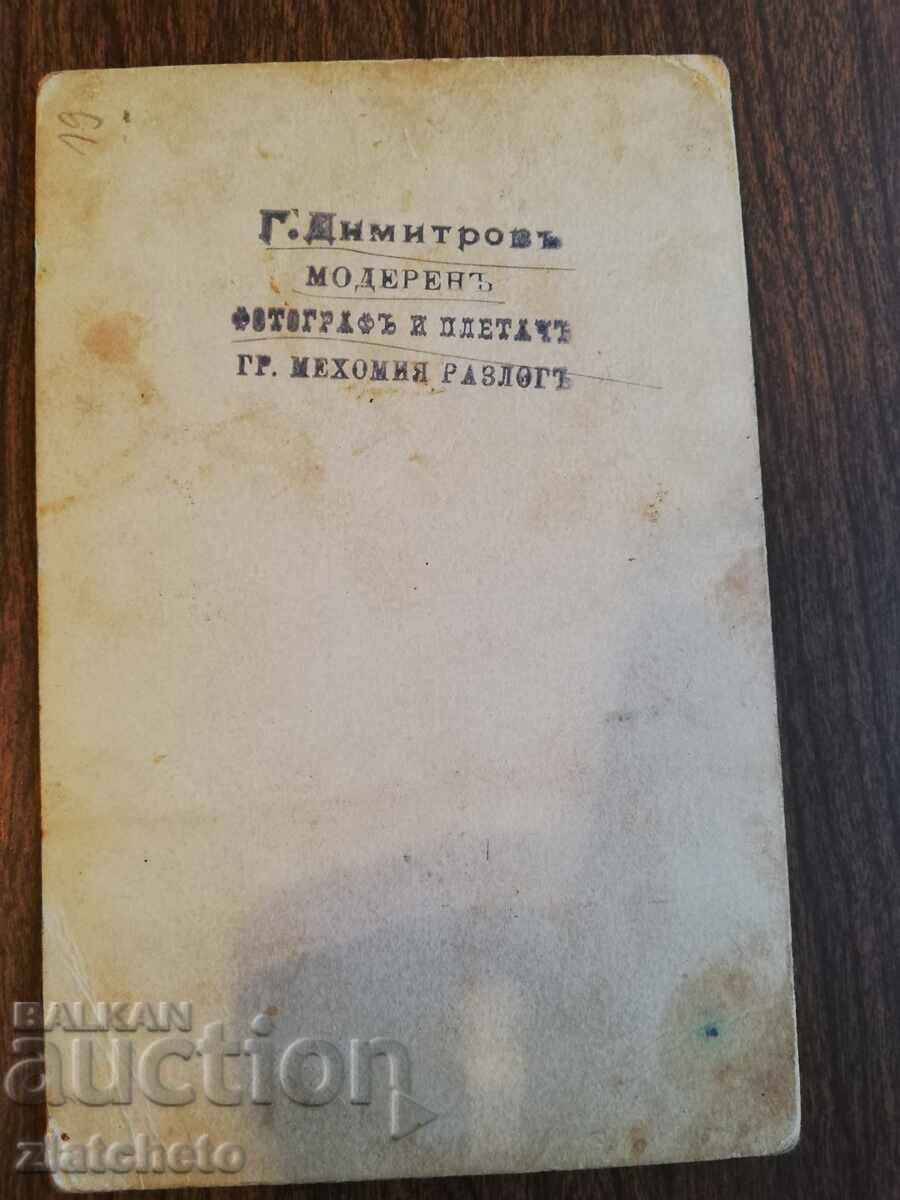 19
Г. Димитровъ
МОДЕРЕНЪ
ФОТОГРАФЪ И ПЛЕТАЧЪ
ГР. МЕХОМИЯ РАЗЛОГЪ
BALKAN
auction
zlatcheto